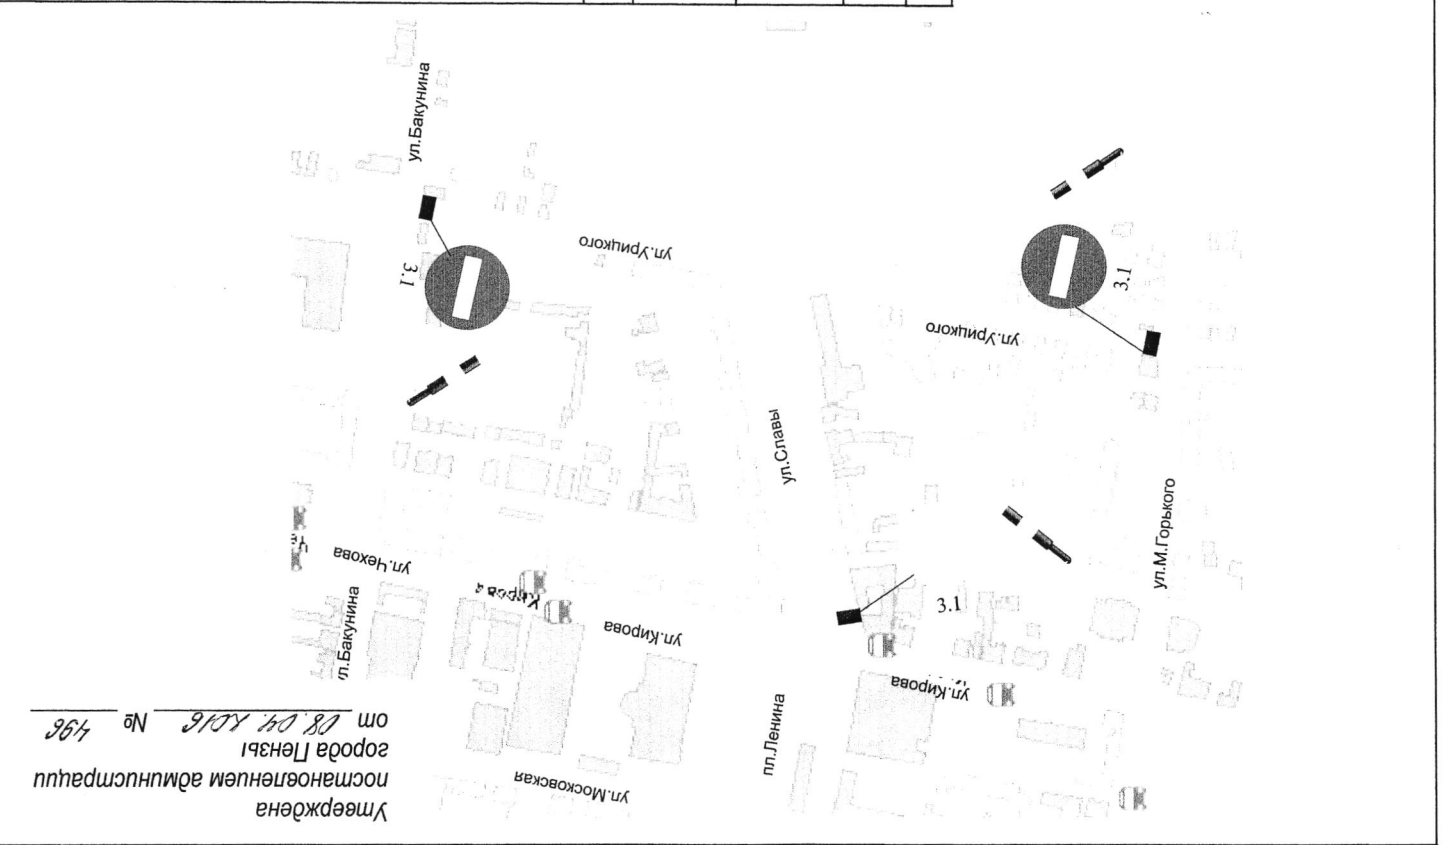 Утверждена
постановлением администрации
города Пензы
от 08.04.2016 № 496
ул.Московская
пл.Ленина
ул.Кирова
ул.Кирова
Кирова
ул.Бакунина
ул.Чехова
3.1
ул.М.Горького
ул.Славы
ул.Урицкого
3.1
ул.Урицкого
3.1
ул.Бакунина